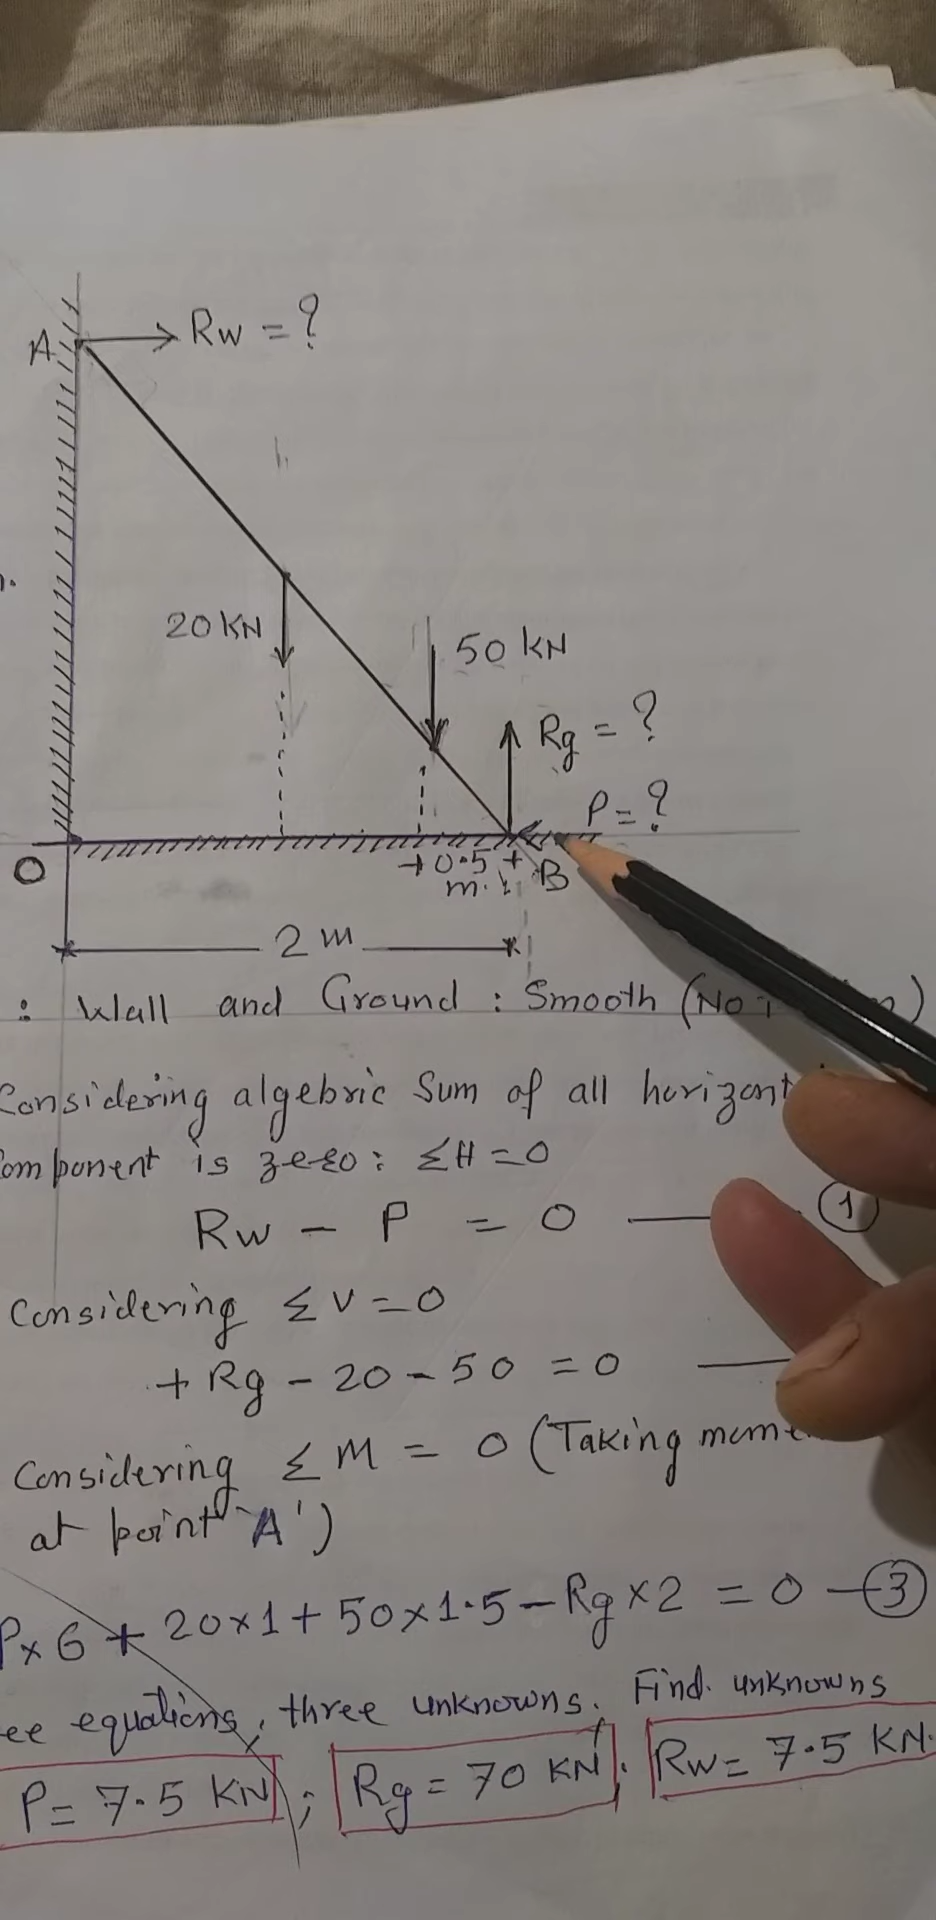 A
Rw = ?
20 KN
50 KN
Rg = ?
P = ?
O
0.5
m.
B
2 m
: Wall and Ground : Smooth (No
Considering algebric Sum of all
Component is zero : ΣH = 0
Rw - P = 0 — 1
Considering ΣV = 0
+ Rg - 20 - 50 = 0 —
Considering ΣM = 0 (Taking
at point 'A')
P x 6 + 20 x 1 + 50 x 1.5 - Rg x 2 = 0 — 3
equations, three unknowns. Find unknowns
P = 7.5 KN ; Rg = 70 KN ; Rw = 7.5 KN.